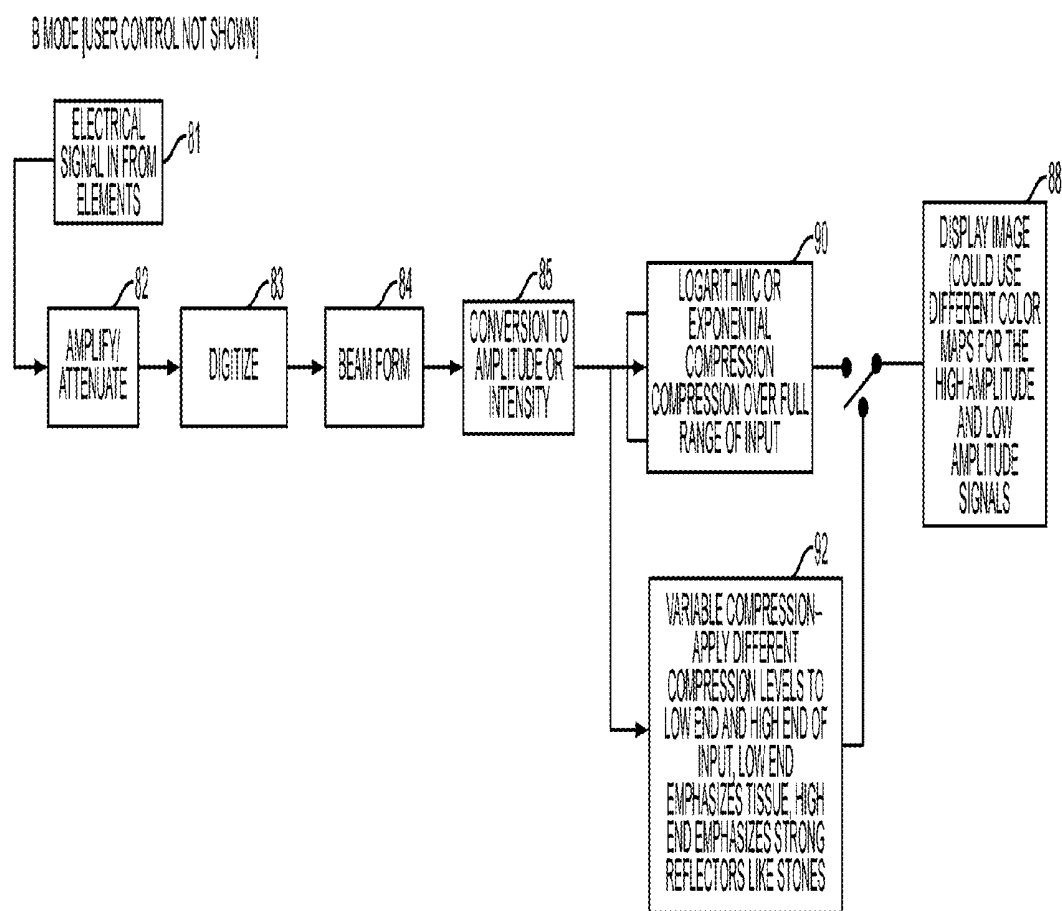 B MODE [USER CONTROL NOT SHOWN]
ELECTRICAL
SIGNAL IN FROM
ELEMENTS
81
82
AMPLIFY/
ATTENUATE
83
DIGITIZE
84
BEAM FORM
85
CONVERSION TO
AMPLITUDE OR
INTENSITY
90
LOGARITHMIC OR
EXPONENTIAL
COMPRESSION
COMPRESSION OVER FULL
RANGE OF INPUT
88
DISPLAY IMAGE
(COULD USE
DIFFERENT COLOR
MAPS FOR THE
HIGH AMPLITUDE
AND LOW
AMPLITUDE
SIGNALS
92
VARIABLE COMPRESSION–
APPLY DIFFERENT
COMPRESSION LEVELS TO
LOW END AND HIGH END OF
INPUT, LOW END
EMPHASIZES TISSUE, HIGH
END EMPHASIZES STRONG
REFLECTORS LIKE STONES